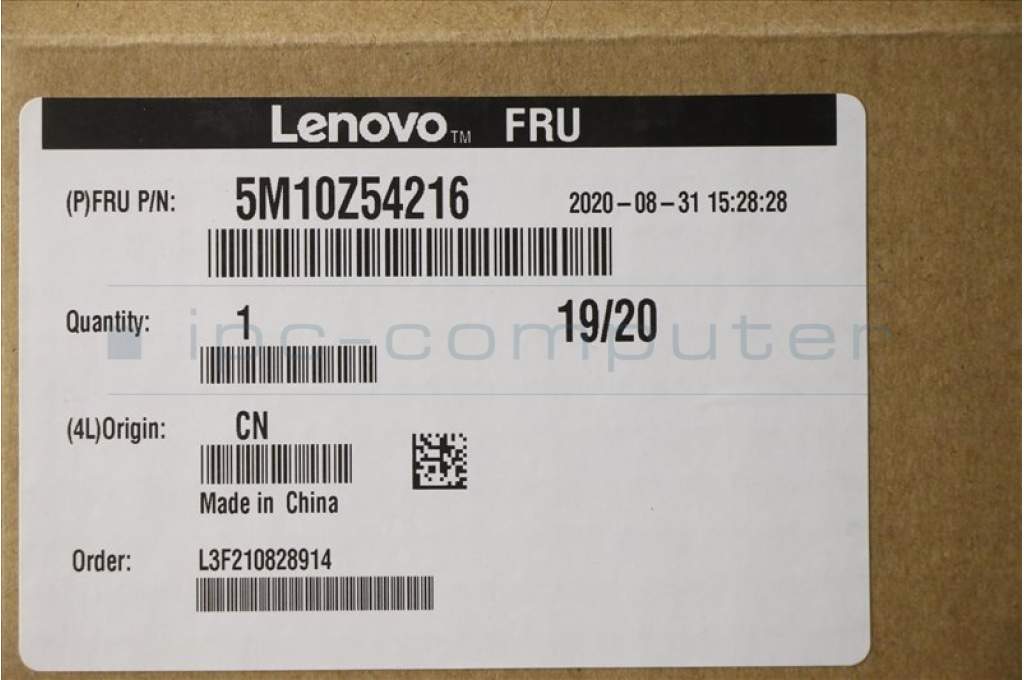 Lenovo™ FRU
(P)FRU P/N: 5M10Z54216 2020-08-31 15:28:28
Quantity: 1 19/20
ipc-computer
(4L)Origin: CN
Made in China
Order: L3F210828914